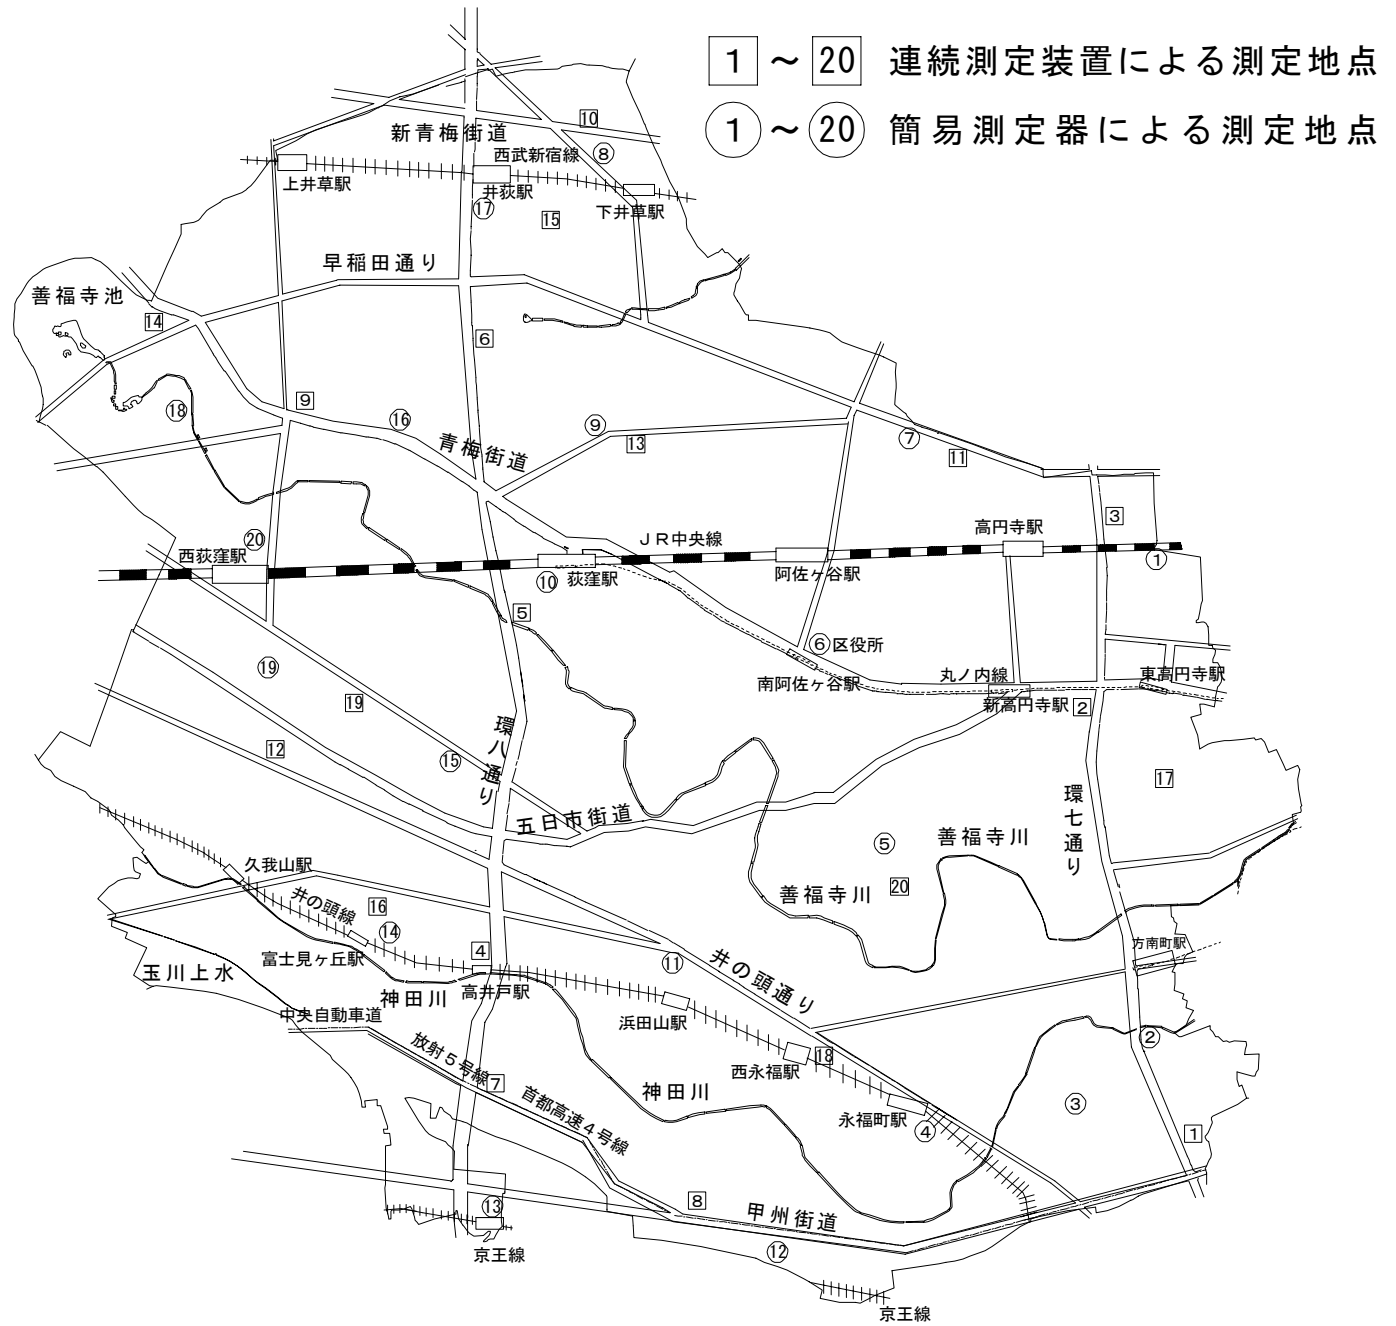 1 ～ 20 連続測定装置による測定地点
① ～ ⑳ 簡易測定器による測定地点
10
新青梅街道
西武新宿線
⑧
上井草駅
井荻駅
下井草駅
⑰
15
早稲田通り
善福寺池
14
6
9
⑱
⑯
⑨
青梅街道
13
⑦
11
3
⑳
西荻窪駅
ＪＲ中央線
高円寺駅
①
⑩
荻窪駅
阿佐ヶ谷駅
5
⑥
区役所
⑲
19
南阿佐ヶ谷駅
丸ノ内線
東高円寺駅
新高円寺駅
2
12
⑮
環八通り
17
環七通り
五日市街道
⑤
善福寺川
久我山駅
20
善福寺川
井の頭線
16
⑭
富士見ヶ丘駅
4
⑪
井の頭通り
方南町駅
玉川上水
神田川
高井戸駅
中央自動車道
浜田山駅
②
放射５号線
7
18
西永福駅
神田川
首都高速４号線
永福町駅
④
③
1
8
⑬
甲州街道
⑫
京王線
京王線